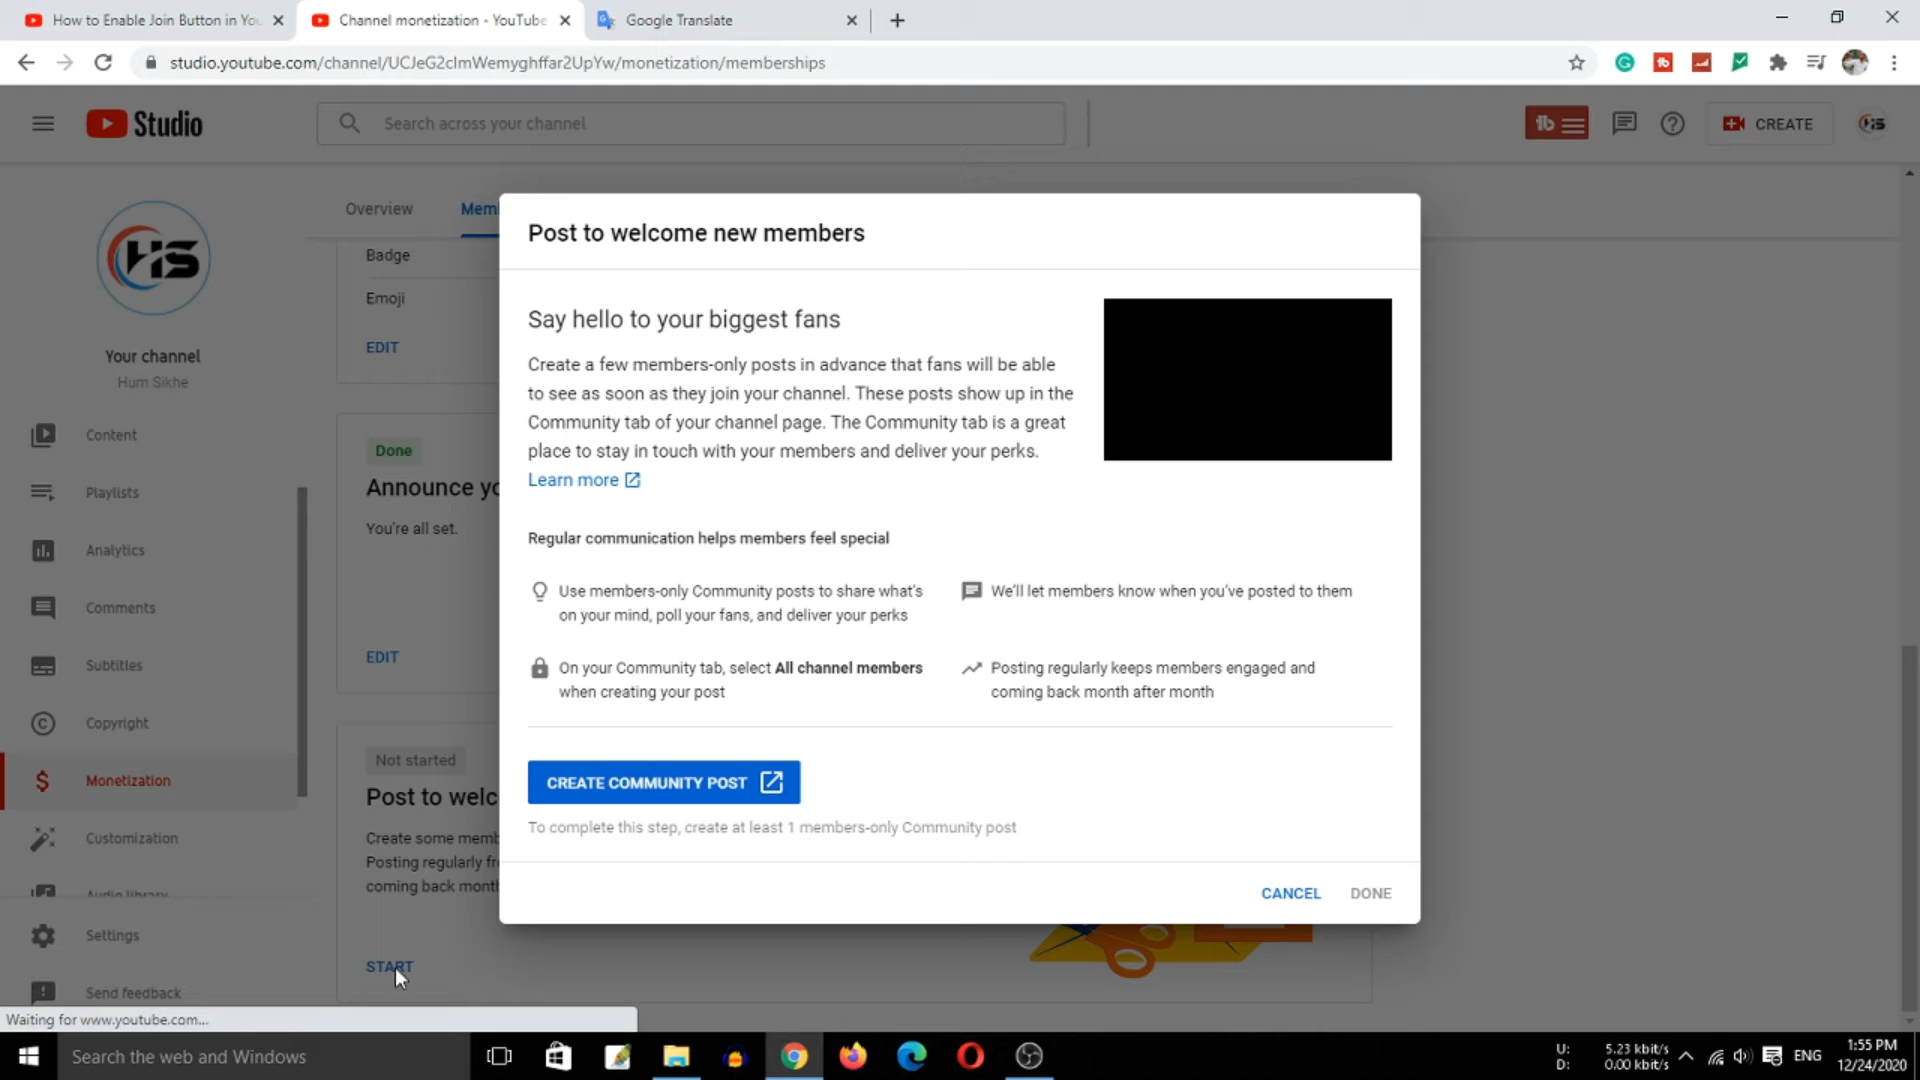 How to Enable Join Button in Yo
Channel monetization - YouTube
Google Translate
studio.youtube.com/channel/UCJeG2cImWemyghffar2UpYw/monetization/memberships
Studio
Search across your channel
CREATE
HS
Your channel
Hum Sikhe
Content
Playlists
Analytics
Comments
Subtitles
Copyright
Monetization
Customization
Audio library
Settings
Send feedback
Overview
Mem
Badge
Emoji
EDIT
Done
Announce yo
You're all set.
EDIT
Not started
Post to welc
Create some memb
Posting regularly fr
coming back month
START
Post to welcome new members
Say hello to your biggest fans
Create a few members-only posts in advance that fans will be able
to see as soon as they join your channel. These posts show up in the
Community tab of your channel page. The Community tab is a great
place to stay in touch with your members and deliver your perks.
Learn more
Regular communication helps members feel special
Use members-only Community posts to share what's
on your mind, poll your fans, and deliver your perks
We'll let members know when you've posted to them
On your Community tab, select All channel members
when creating your post
Posting regularly keeps members engaged and
coming back month after month
CREATE COMMUNITY POST
To complete this step, create at least 1 members-only Community post
CANCEL
DONE
Waiting for www.youtube.com...
Search the web and Windows
U: 5.23 kbit/s
D: 0.00 kbit/s
ENG
1:55 PM
12/24/2020